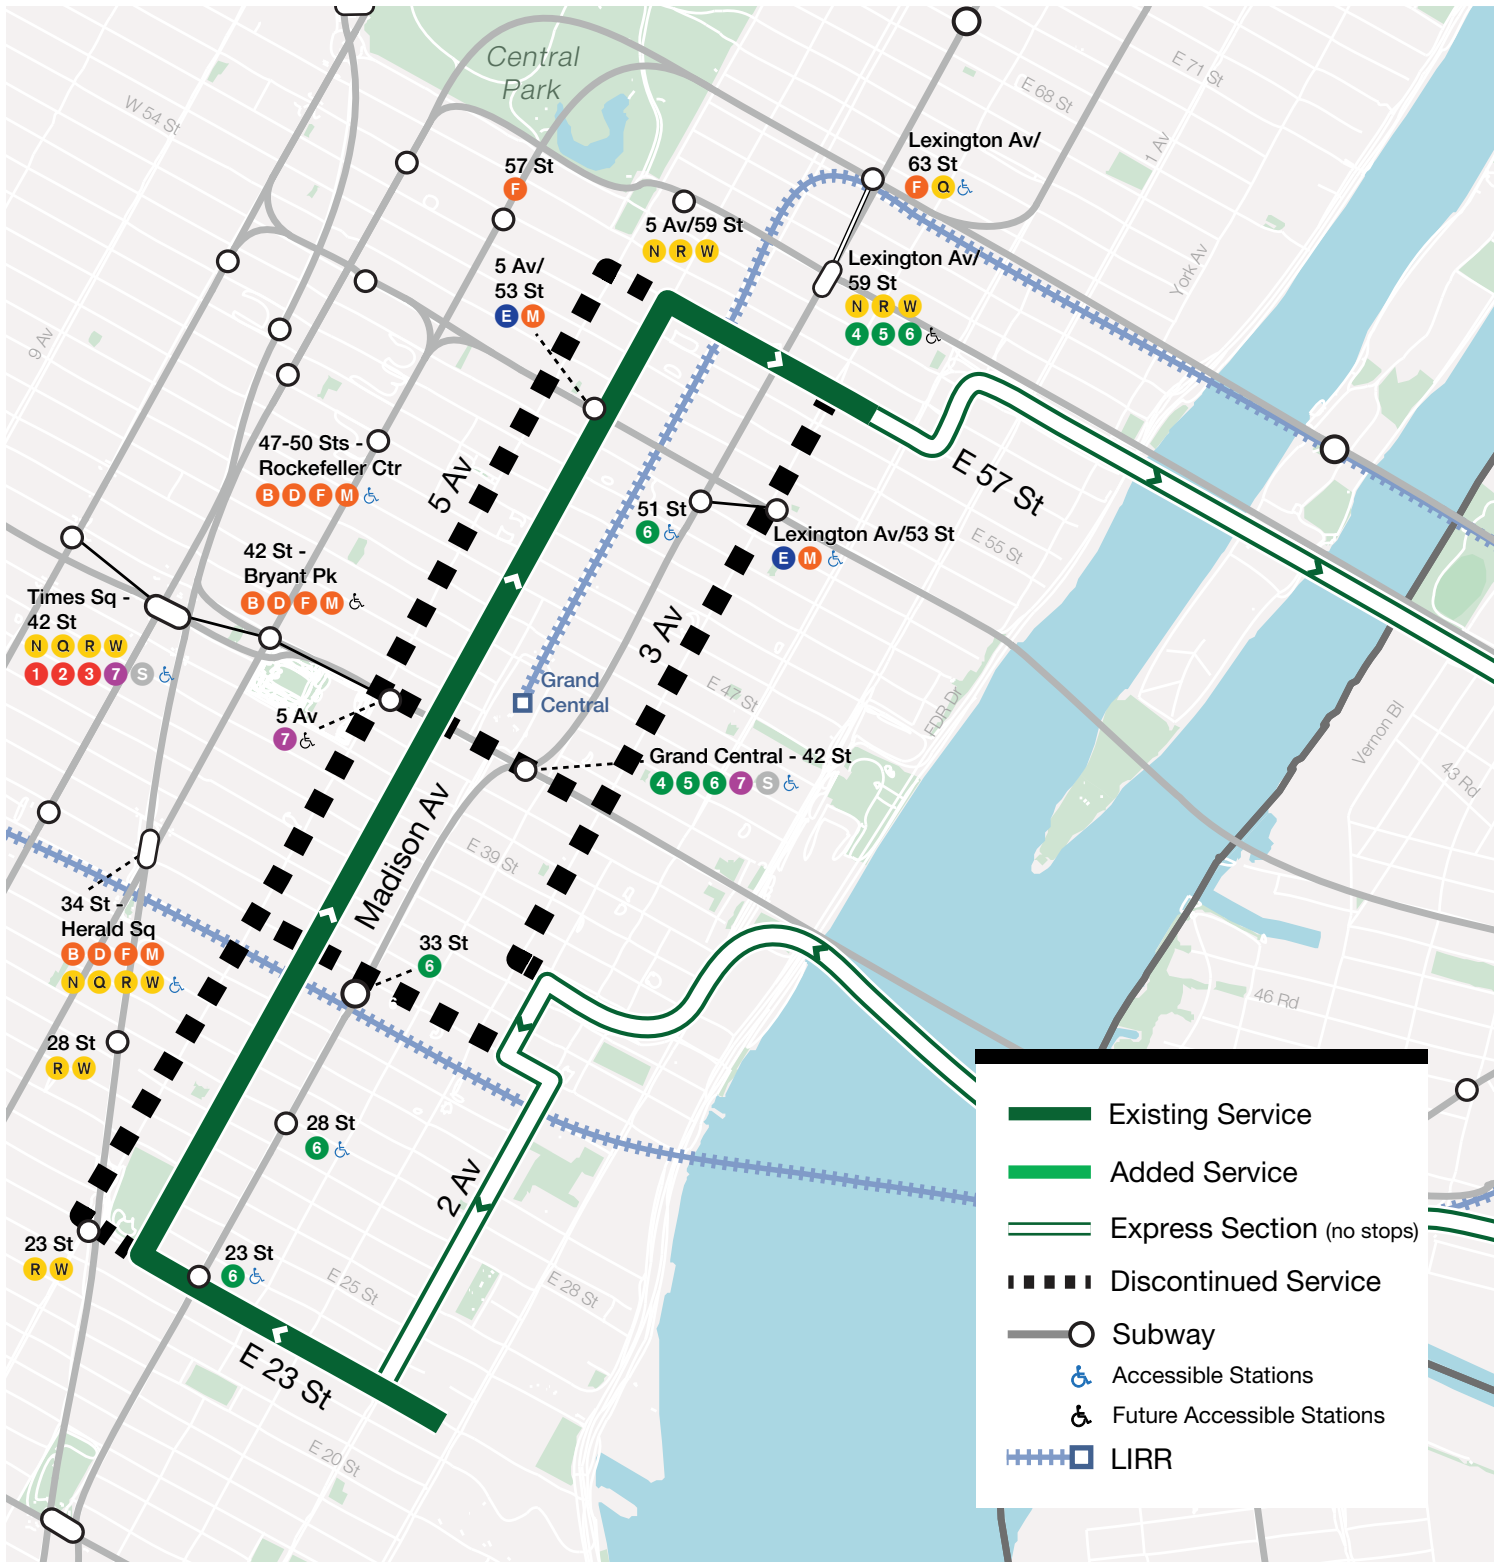 Central
Park
W 54 St
E 71 St
E 68 St
1 Av
York Av
9 Av
57 St
F
Lexington Av/
63 St
F Q
5 Av/59 St
N R W
5 Av/
53 St
E M
Lexington Av/
59 St
N R W
4 5 6
47-50 Sts -
Rockefeller Ctr
B D F M
5 Av
E 57 St
51 St
6
Lexington Av/53 St
E M
E 55 St
42 St -
Bryant Pk
B D F M
Times Sq -
42 St
N Q R W
1 2 3 7 S
3 Av
Grand
Central
E 47 St
FDR Dr
Vernon Bl
43 Rd
5 Av
7
Grand Central - 42 St
4 5 6 7 S
Madison Av
E 39 St
34 St -
Herald Sq
B D F M
N Q R W
33 St
6
46 Rd
28 St
R W
28 St
6
2 Av
23 St
R W
23 St
6
E 25 St
E 28 St
E 23 St
E 20 St
Existing Service
Added Service
Express Section (no stops)
Discontinued Service
Subway
Accessible Stations
Future Accessible Stations
LIRR